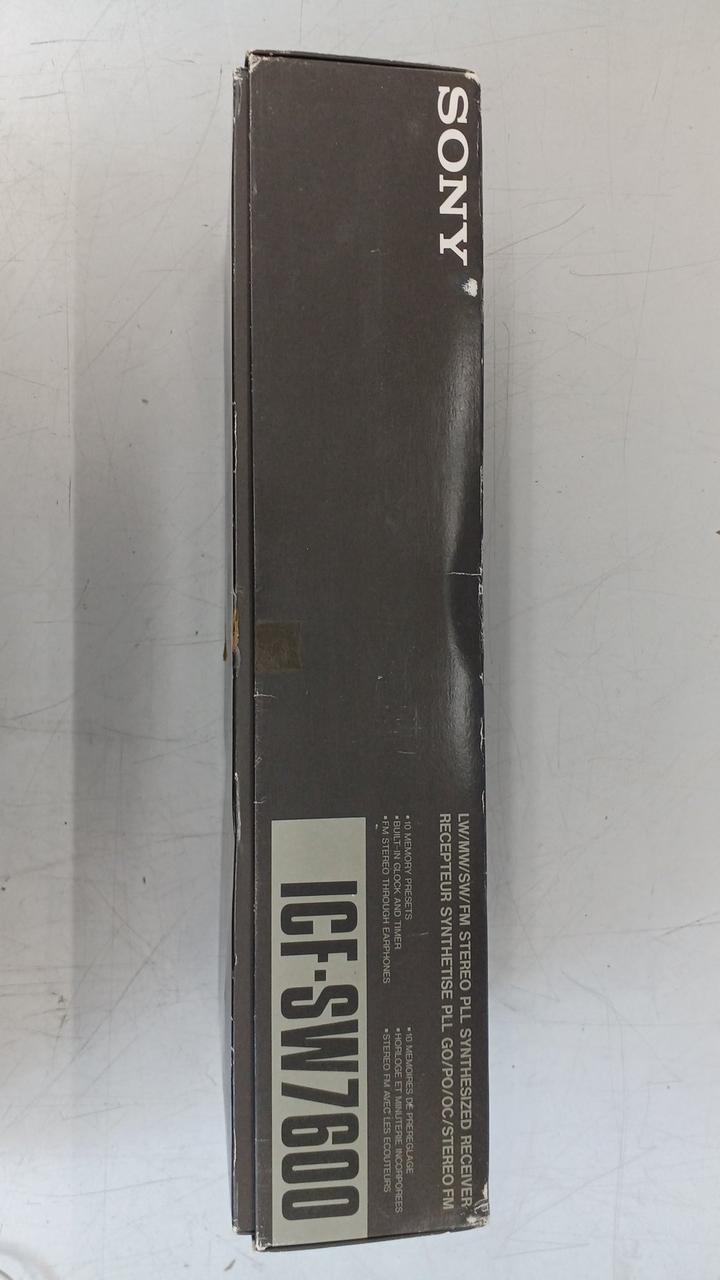 SONY
LW/MW/SW/FM STEREO PLL SYNTHESIZED RECEIVER
RECEPTEUR SYNTHETISE PLL GO/PO/OC/STEREO FM
▪10 MEMORY PRESETS
▪BUILT-IN CLOCK AND TIMER
▪FM STEREO THROUGH EARPHONES
▪10 MEMOIRES DE PREREGLAGE
▪HORLOGE ET MINUTERIE INCORPOREES
▪STEREO FM AVEC LES ECOUTEURS
ICF-SW7600